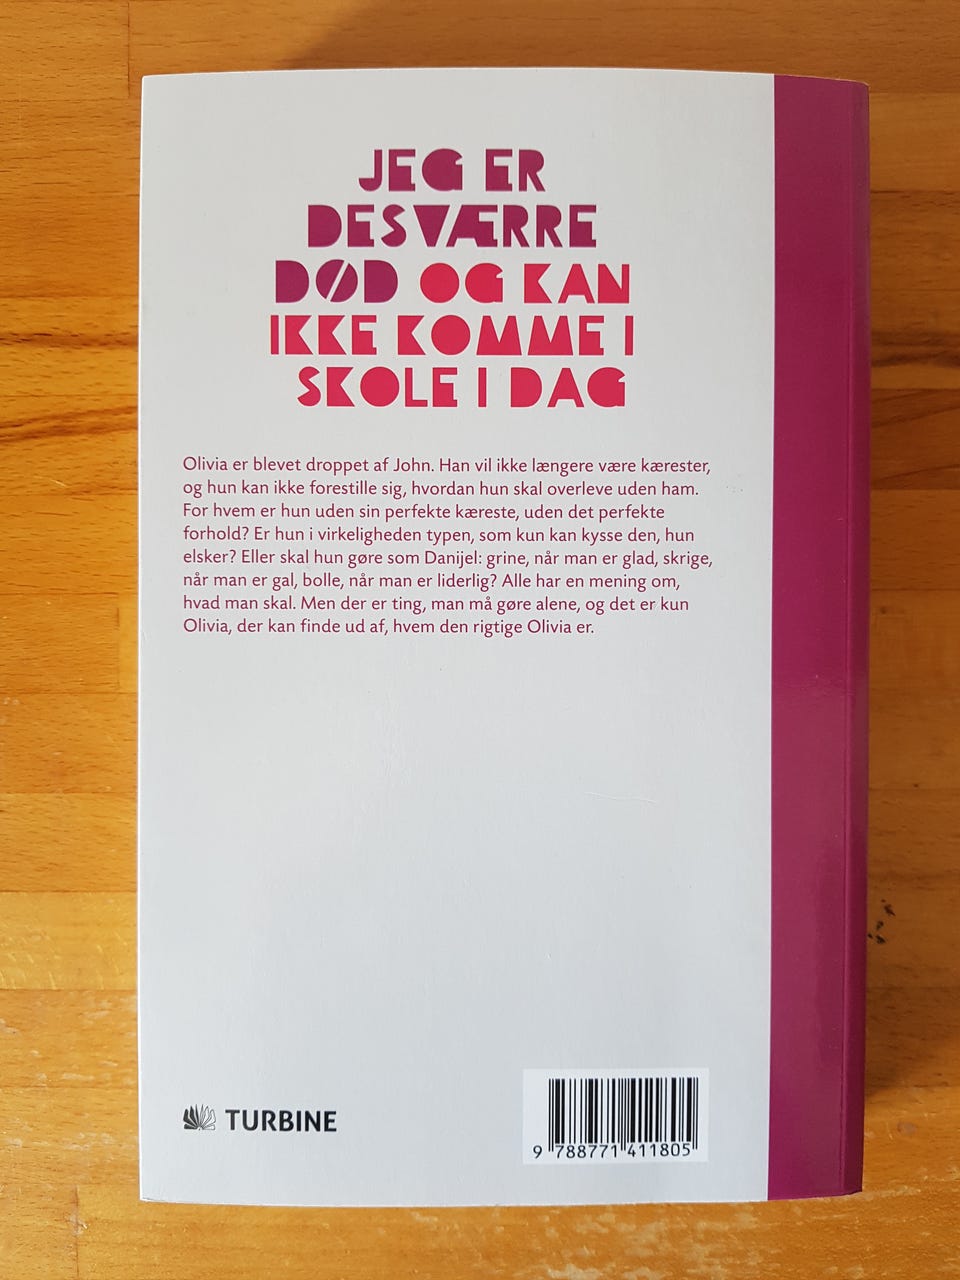 JEG ER
DESVÆRRE
DØD OG KAN
IKKE KOMME I
SKOLE I DAG
Olivia er blevet droppet af John. Han vil ikke længere være kærester,
og hun kan ikke forestille sig, hvordan hun skal overleve uden ham.
For hvem er hun uden sin perfekte kæreste, uden det perfekte
forhold? Er hun i virkeligheden typen, som kun kan kysse den, hun
elsker? Eller skal hun gøre som Danijel: grine, når man er glad, skrige,
når man er gal, bolle, når man er liderlig? Alle har en mening om,
hvad man skal. Men der er ting, man må gøre alene, og det er kun
Olivia, der kan finde ud af, hvem den rigtige Olivia er.
TURBINE
9 788771 411805